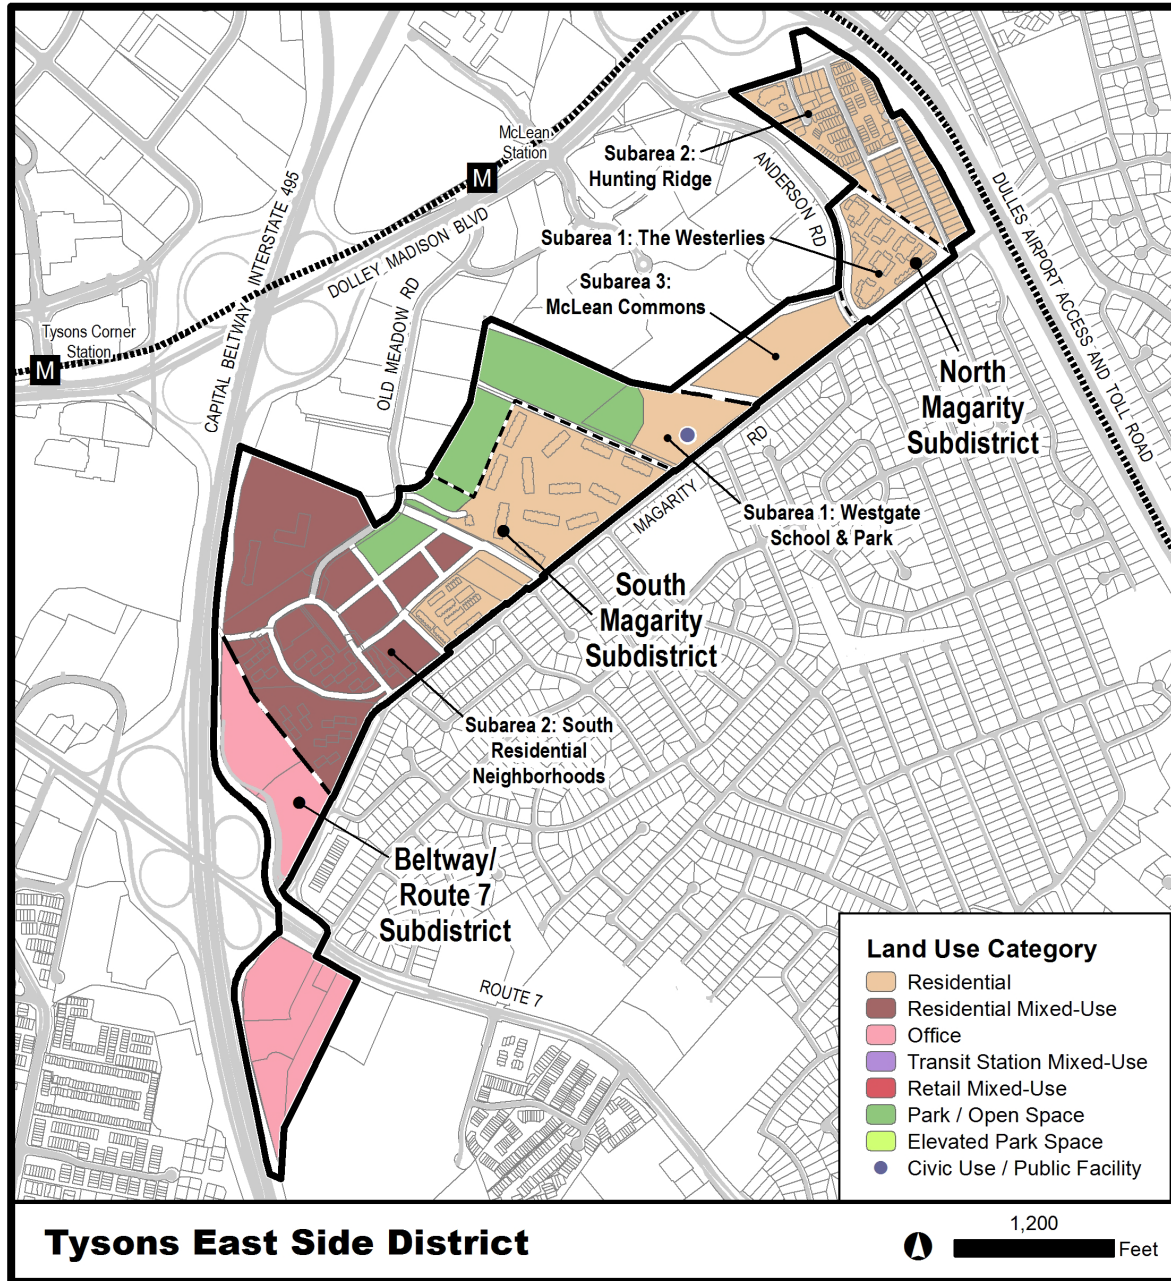 McLean
Station
M
Subarea 2:
Hunting Ridge
ANDERSON RD
DULES AIRPORT ACCESS AND TOLL ROAD
CAPITAL BELTWAY
INTERSTATE 495
DOLLEY MADISON BLVD
Subarea 1: The Westerlies
Subarea 3:
McLean Commons
OLD MEADOW RD
Tysons Corner
Station
M
North
Magarity
Subdistrict
MAGARITY
RD
Subarea 1: Westgate
School & Park
South
Magarity
Subdistrict
Subarea 2: South
Residential
Neighborhoods
Beltway/
Route 7
Subdistrict
ROUTE 7
Land Use Category
Residential
Residential Mixed-Use
Office
Transit Station Mixed-Use
Retail Mixed-Use
Park / Open Space
Elevated Park Space
Civic Use / Public Facility
Tysons East Side District
1,200
Feet